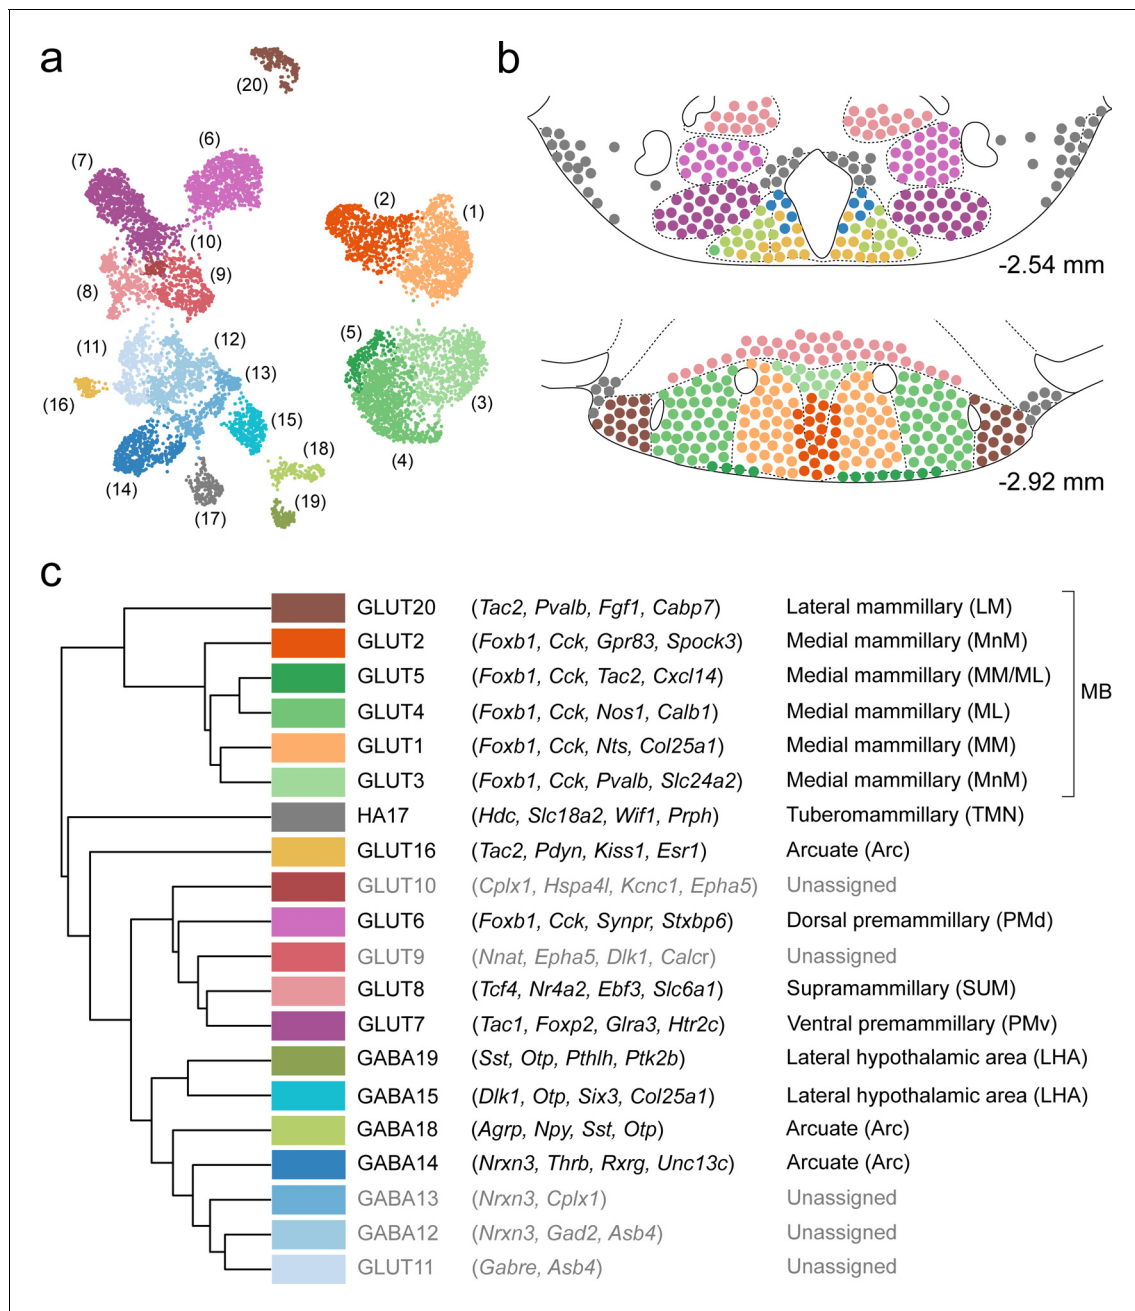 a
b
(20)
(6)
(7)
(2)
(1)
(10)
(9)
(8)
-2.54 mm
(5)
(12)
(11)
(13)
(3)
(16)
(15)
(18)
(4)
(14)
(19)
(17)
-2.92 mm
c
GLUT20 (Tac2, Pvalb, Fgf1, Cabp7) Lateral mammillary (LM)
GLUT2 (Foxb1, Cck, Gpr83, Spock3) Medial mammillary (MnM)
GLUT5 (Foxb1, Cck, Tac2, Cxcl14) Medial mammillary (MM/ML)
MB
GLUT4 (Foxb1, Cck, Nos1, Calb1) Medial mammillary (ML)
GLUT1 (Foxb1, Cck, Nts, Col25a1) Medial mammillary (MM)
GLUT3 (Foxb1, Cck, Pvalb, Slc24a2) Medial mammillary (MnM)
HA17 (Hdc, Slc18a2, Wif1, Prph) Tuberomammillary (TMN)
GLUT16 (Tac2, Pdyn, Kiss1, Esr1) Arcuate (Arc)
GLUT10 (Cplx1, Hspa4l, Kcnc1, Epha5) Unassigned
GLUT6 (Foxb1, Cck, Synpr, Stxbp6) Dorsal premammillary (PMd)
GLUT9 (Nnat, Epha5, Dlk1, Calcr) Unassigned
GLUT8 (Tcf4, Nr4a2, Ebf3, Slc6a1) Supramammillary (SUM)
GLUT7 (Tac1, Foxp2, Glra3, Htr2c) Ventral premammillary (PMv)
GABA19 (Sst, Otp, Pthlh, Ptk2b) Lateral hypothalamic area (LHA)
GABA15 (Dlk1, Otp, Six3, Col25a1) Lateral hypothalamic area (LHA)
GABA18 (Agrp, Npy, Sst, Otp) Arcuate (Arc)
GABA14 (Nrxn3, Thrb, Rxrg, Unc13c) Arcuate (Arc)
GABA13 (Nrxn3, Cplx1) Unassigned
GABA12 (Nrxn3, Gad2, Asb4) Unassigned
GLUT11 (Gabre, Asb4) Unassigned